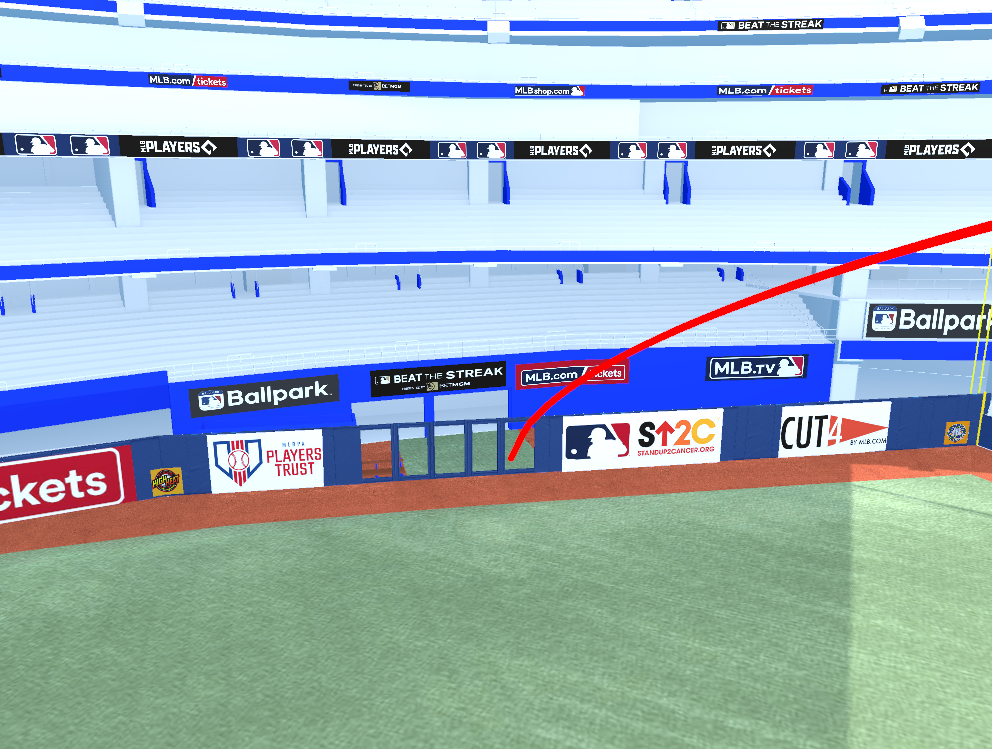 BEAT THE STREAK
MLB.com/tickets
MLBshop.com
MLB.com/tickets
BEAT THE STREAK
PLAYERS
PLAYERS
PLAYERS
PLAYERS
PLAYERS
Ballpark
Ballpark.
BEAT THE STREAK
BETMGM
MLB.com/tickets
MLB.TV
ckets
PLAYERS
TRUST
S↑2C
STANDUP2CANCER.ORG
CUT4
BY MLB.COM